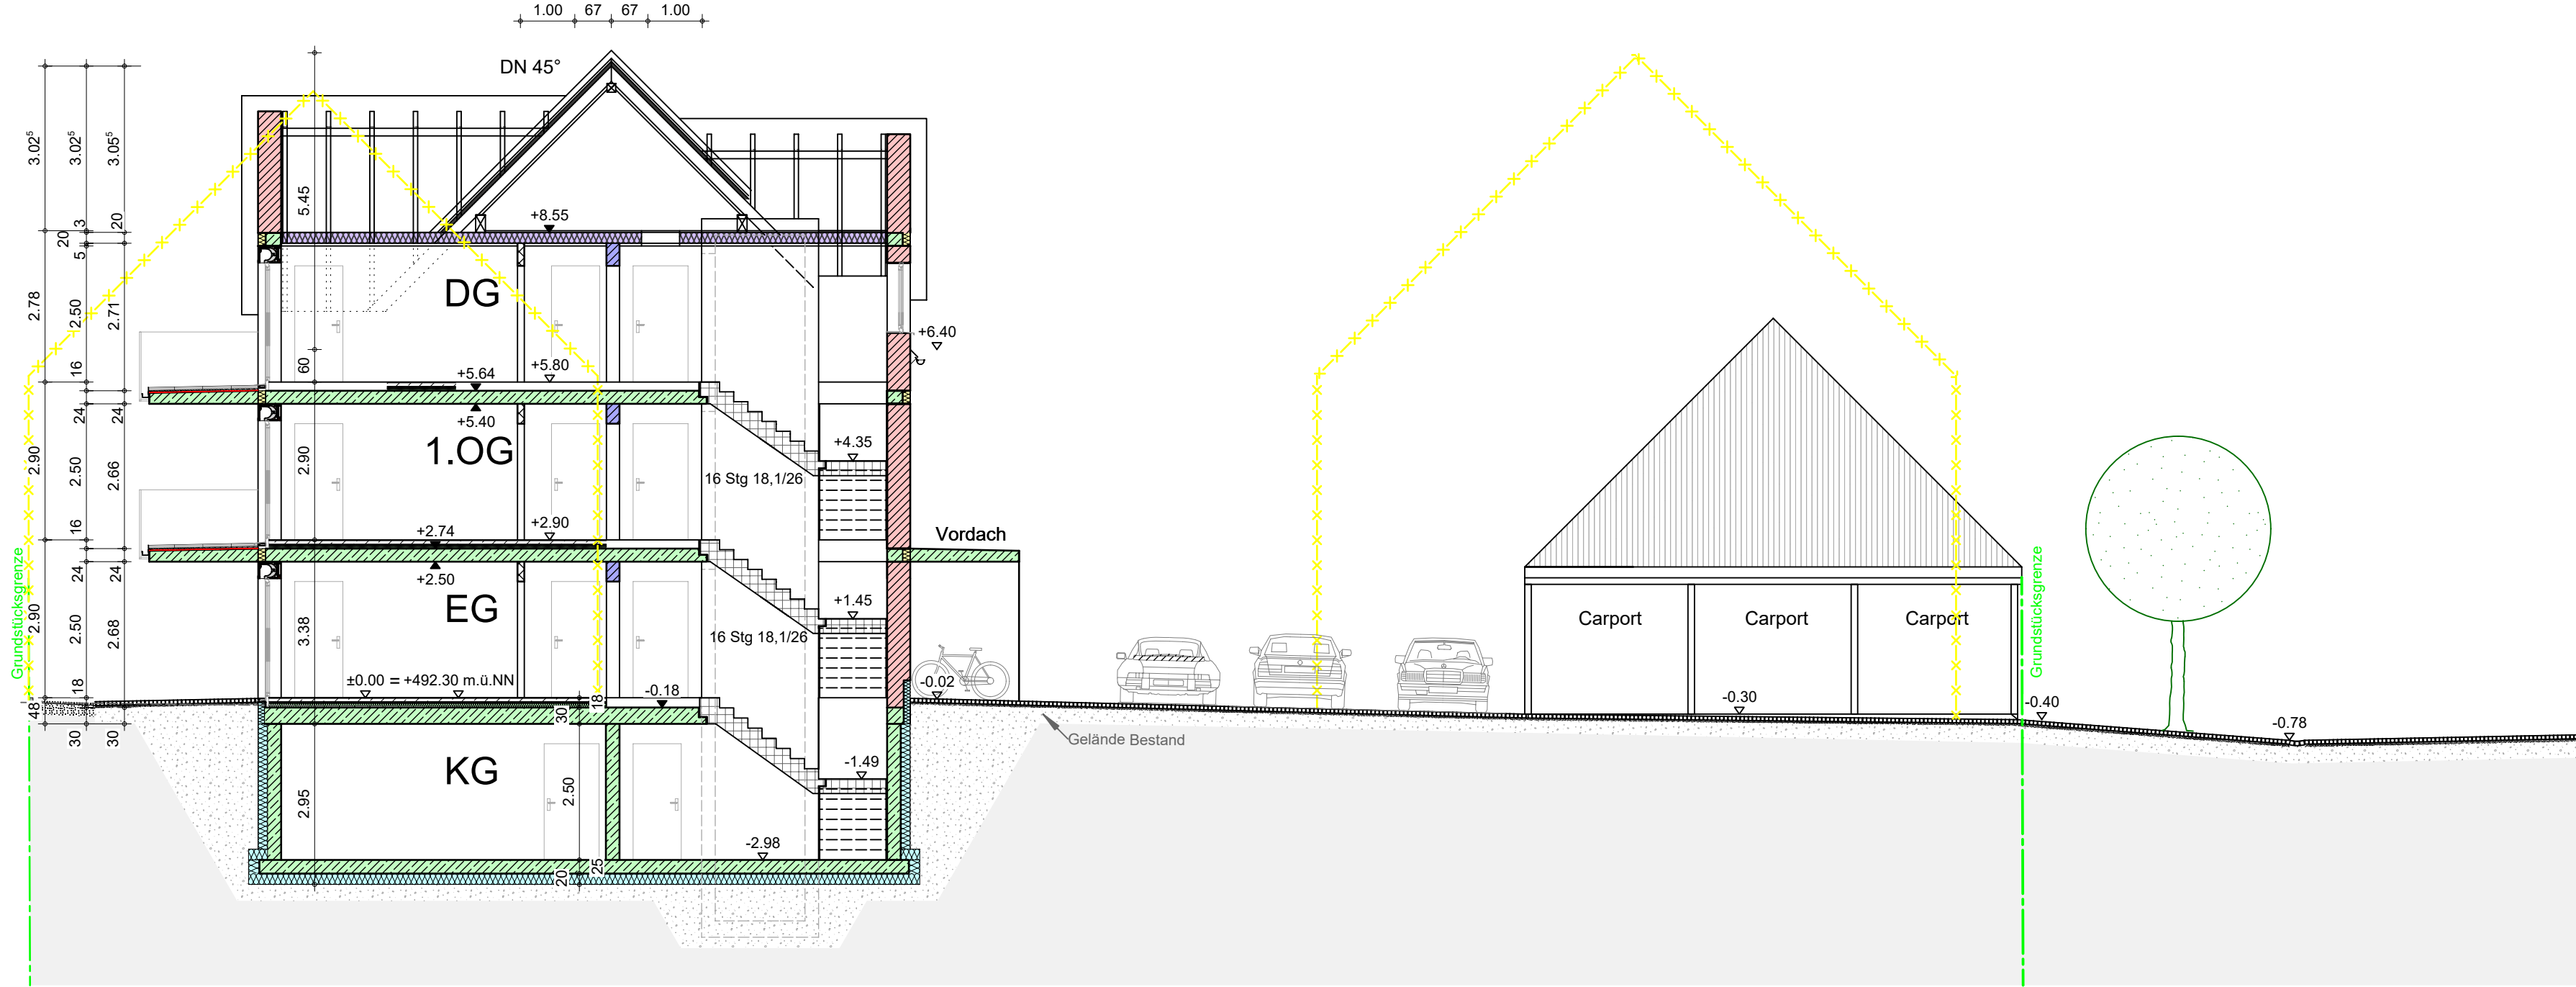 1.00 67 67 1.00
DN 45°
3.02⁵ 3.02⁵ 3.05⁵
5.45
20 3 20
5
+8.55
DG
2.78 2.50 2.71
+6.40
60
16
+5.64 +5.80
24 24
+5.40
1.OG
+4.35
2.90 2.50 2.66
2.90
16 Stg 18,1/26
16
+2.74 +2.90
Vordach
24 24
+2.50
EG
+1.45
Grundstücksgrenze
2.90 2.50 2.68
3.38
16 Stg 18,1/26
Carport Carport Carport
Grundstücksgrenze
18
±0.00 = +492.30 m.ü.NN
18
-0.18
-0.02
-0.30
-0.40
-0.78
48
30 30
30
Gelände Bestand
KG
-1.49
2.95
2.50
-2.98
20 25